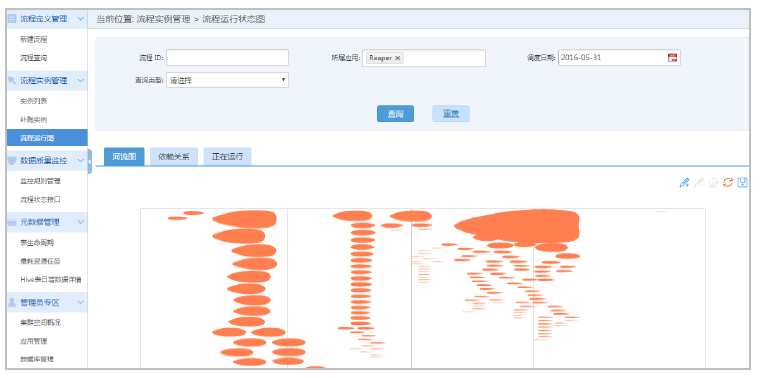 流程定义管理
新建流程
流程查询
流程实例管理
实例列表
补跑实例
流程运行图
数据质量监控
监控规则管理
流程状态接口
元数据管理
表生命周期
最耗资源任务
Hive表日增数据详情
管理员专区
集群空间概况
应用管理
数据库管理
当前位置: 流程实例管理 > 流程运行状态图
流程 ID:
所属应用: Reaper ×
调度日期: 2016-05-31
查询类型: 请选择
查询 重置
河流图 依赖关系 正在运行